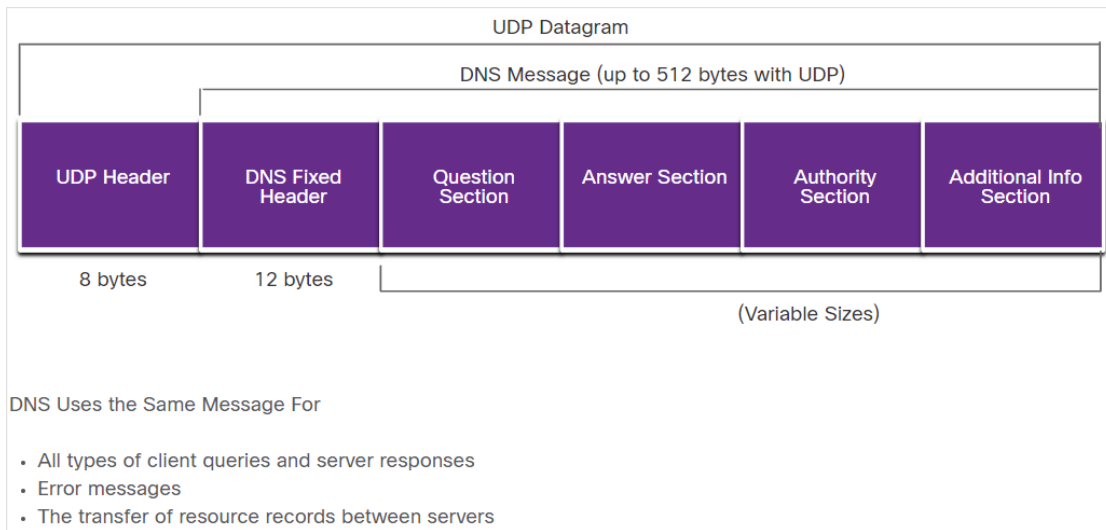 UDP Datagram
DNS Message (up to 512 bytes with UDP)
UDP Header
DNS Fixed
Header
Question
Section
Answer Section
Authority
Section
Additional Info
Section
8 bytes
12 bytes
(Variable Sizes)
DNS Uses the Same Message For
• All types of client queries and server responses
• Error messages
• The transfer of resource records between servers